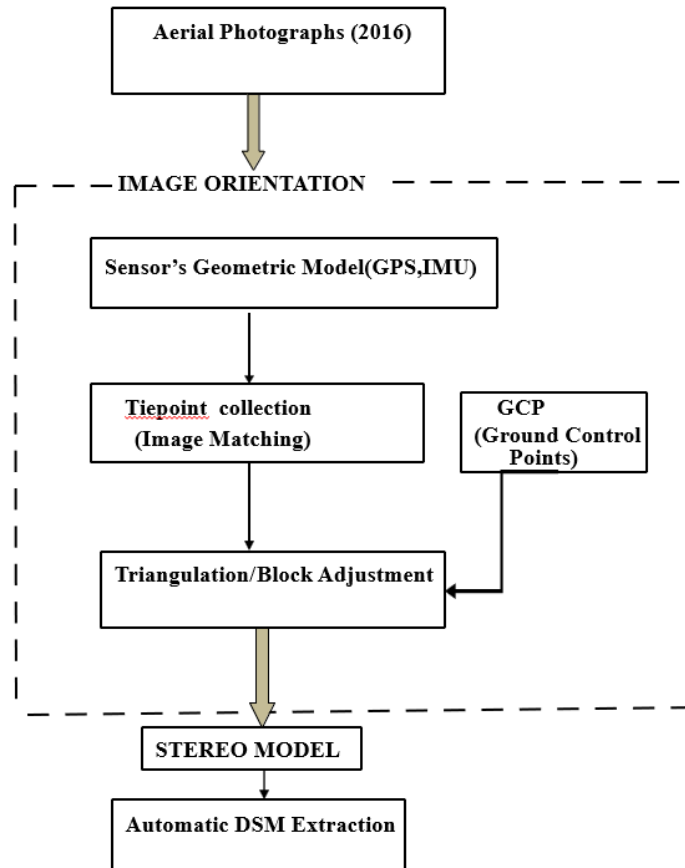 Aerial Photographs (2016)
IMAGE ORIENTATION
Sensor's Geometric Model(GPS,IMU)
Tiepoint collection
(Image Matching)
GCP
(Ground Control
Points)
Triangulation/Block Adjustment
STEREO MODEL
Automatic DSM Extraction